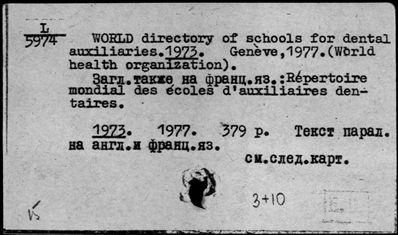 L
5974
WORLD directory of schools for dental
auxiliaries.1973. Genève,1977.(World
health organization).
Загл.также на франц.яз.:Répertoire
mondial des écoles d'auxiliaires den-
taires.
1973. 1977. 379 p. Текст парал.
на англ.и франц.яз.
см.след.карт.
3+10